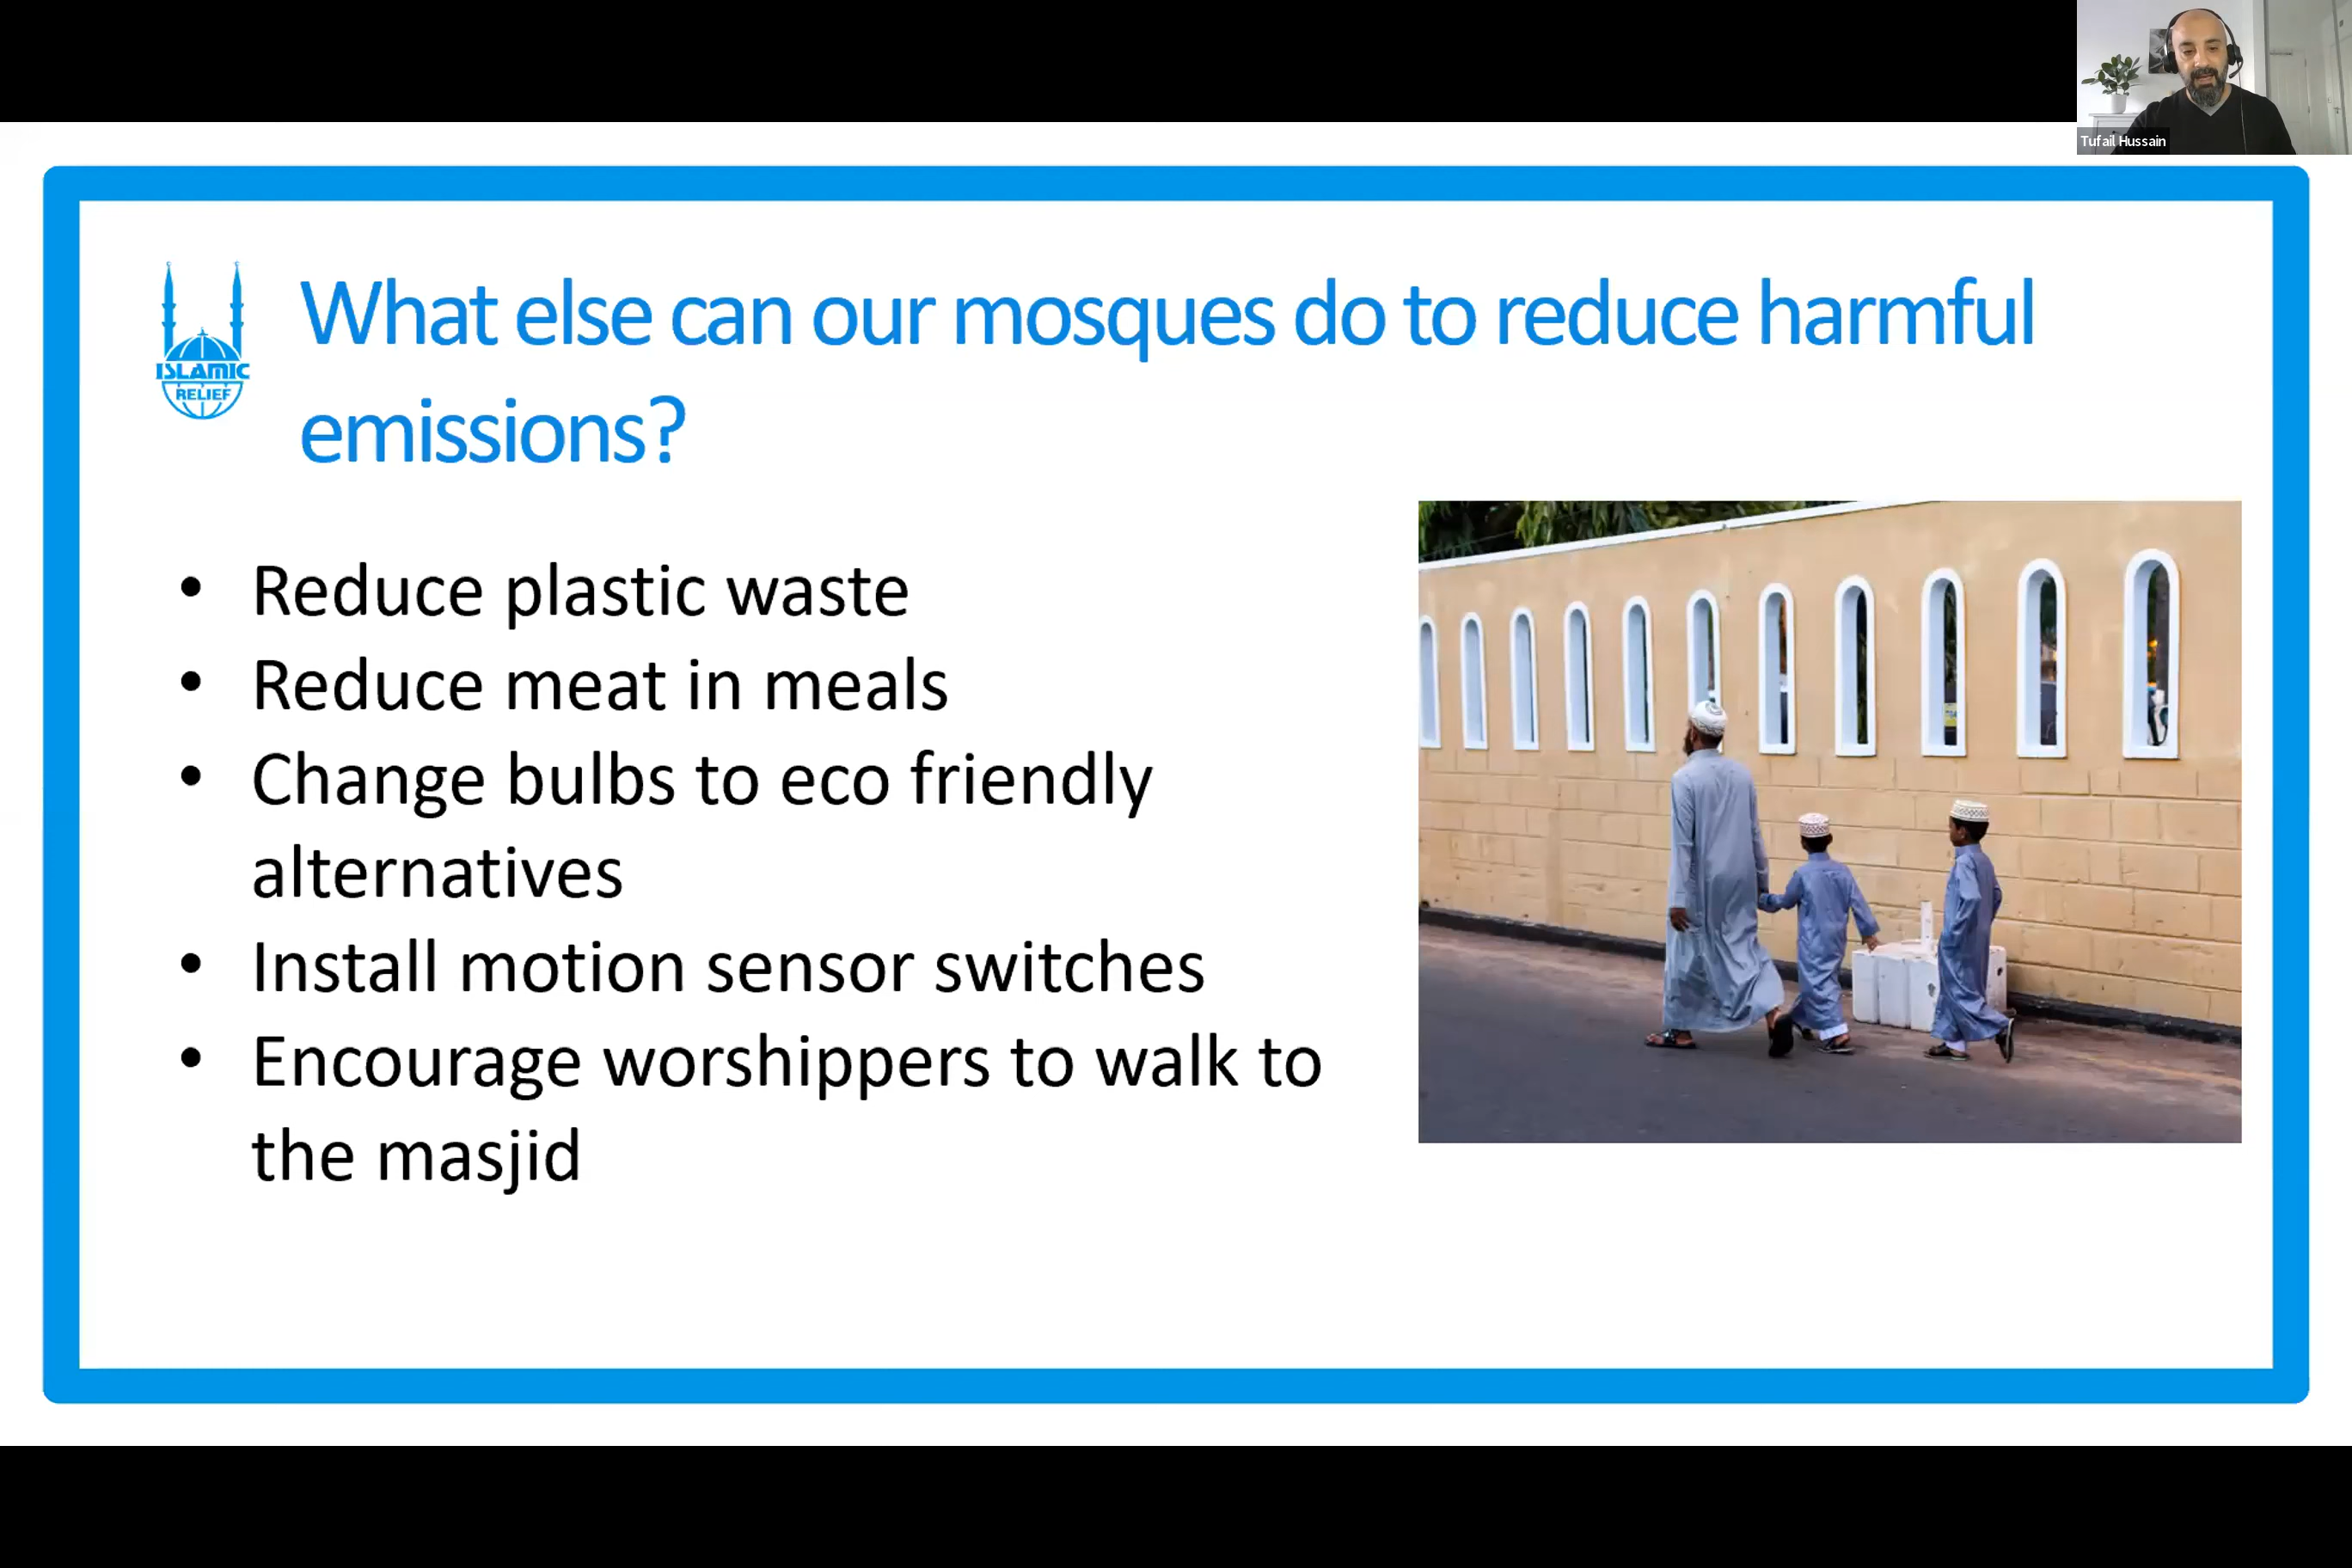 Tufail Hussain
ISLAMIC
RELIEF
What else can our mosques do to reduce harmful
emissions?
• Reduce plastic waste
• Reduce meat in meals
• Change bulbs to eco friendly
alternatives
• Install motion sensor switches
• Encourage worshippers to walk to
the masjid